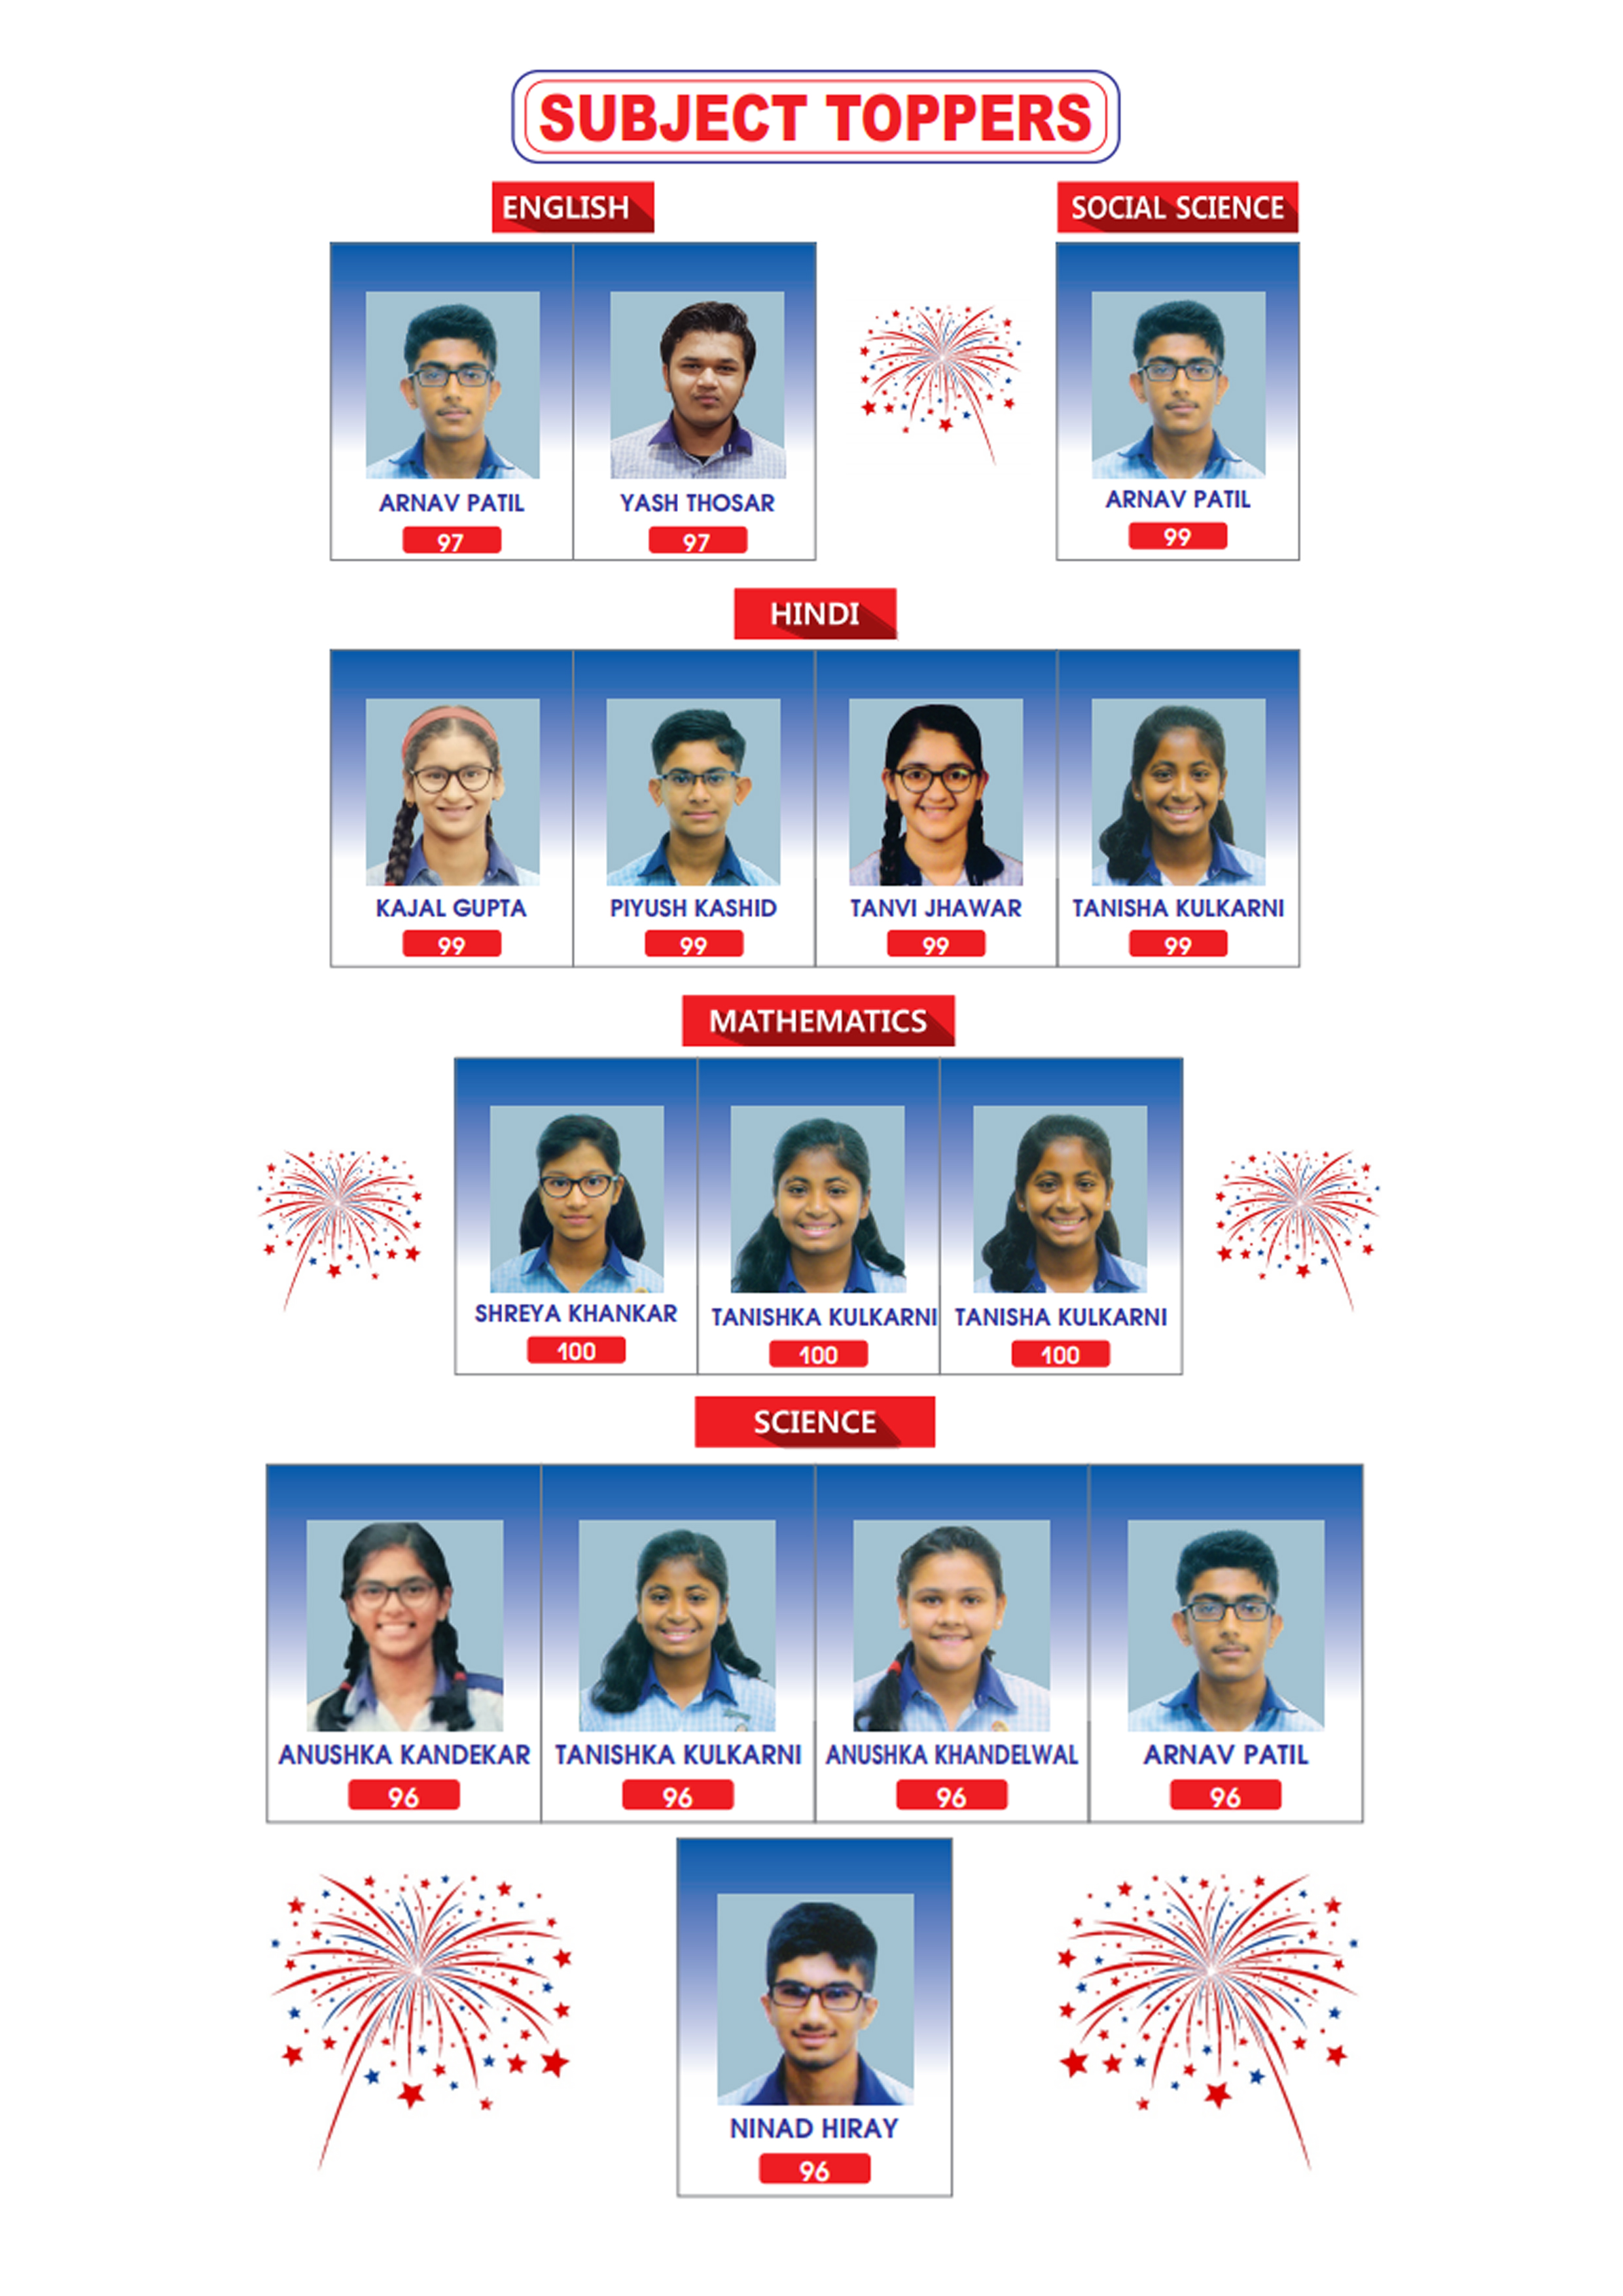 SUBJECT TOPPERS
ENGLISH
ARNAV PATIL
97
YASH THOSAR
97
SOCIAL SCIENCE
ARNAV PATIL
99
HINDI
KAJAL GUPTA
99
PIYUSH KASHID
99
TANVI JHAWAR
99
TANISHA KULKARNI
99
MATHEMATICS
SHREYA KHANKAR
100
TANISHKA KULKARNI
100
TANISHA KULKARNI
100
SCIENCE
ANUSHKA KANDEKAR
96
TANISHKA KULKARNI
96
ANUSHKA KHANDELWAL
96
ARNAV PATIL
96
NINAD HIRAY
96